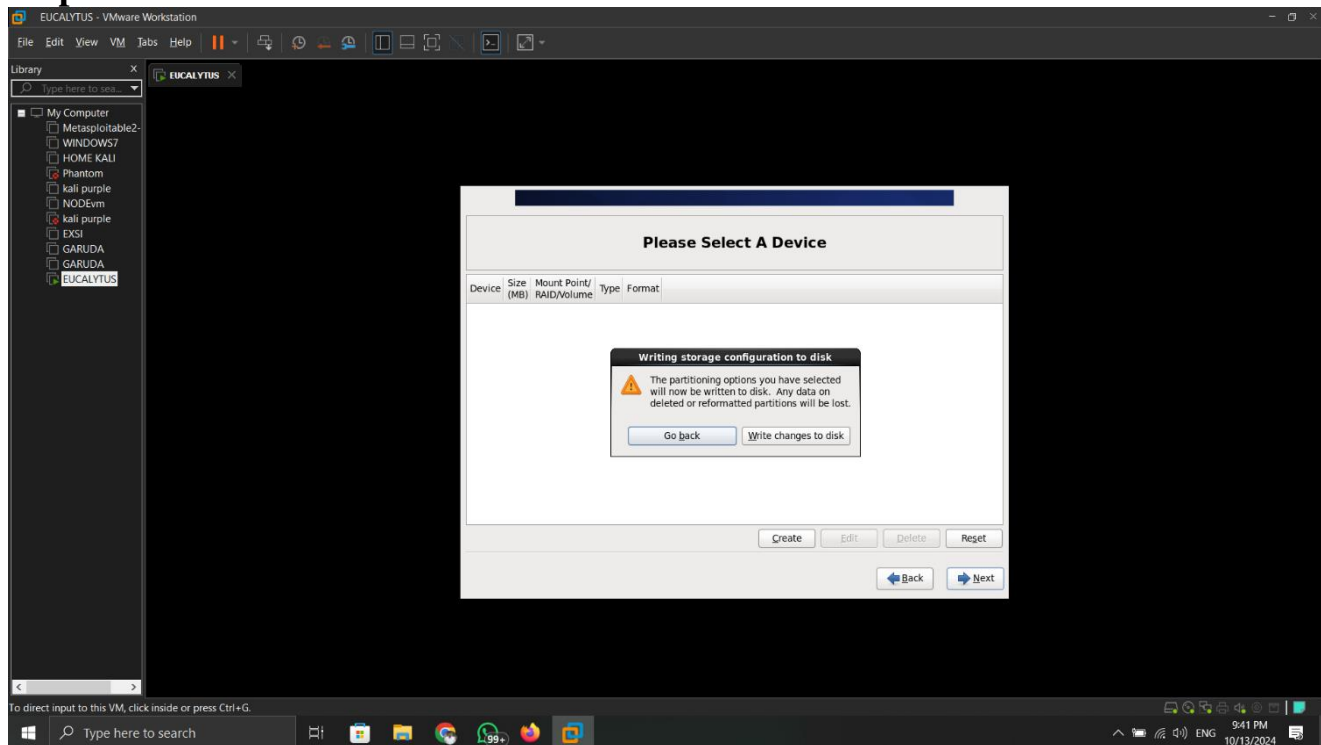 EUCALYTUS - VMware Workstation
File Edit View VM Tabs Help
Library X
Type here to sea...
EUCALYTUS
My Computer
Metasploitable2-
WINDOWS7
HOME KALI
Phantom
kali purple
NODEvm
kali purple
EXSI
GARUDA
GARUDA
EUCALYTUS
Please Select A Device
Device Size (MB) Mount Point/ RAID/Volume Type Format
Writing storage configuration to disk
The partitioning options you have selected
will now be written to disk. Any data on
deleted or reformatted partitions will be lost.
Go back Write changes to disk
Create Edit Delete Reset
Back Next
To direct input to this VM, click inside or press Ctrl+G.
Type here to search
99+
ENG
9:41 PM
10/13/2024